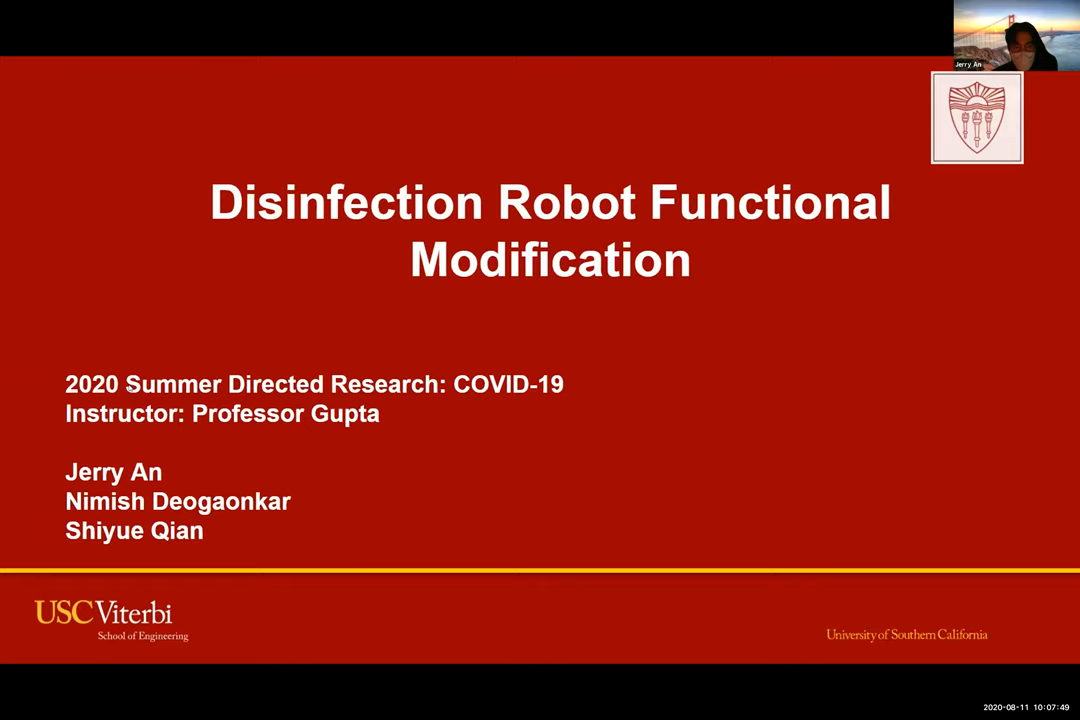 Jerry An
Disinfection Robot Functional
Modification
2020 Summer Directed Research: COVID-19
Instructor: Professor Gupta
Jerry An
Nimish Deogaonkar
Shiyue Qian
USC Viterbi
School of Engineering
University of Southern California
2020-08-11 10:07:49